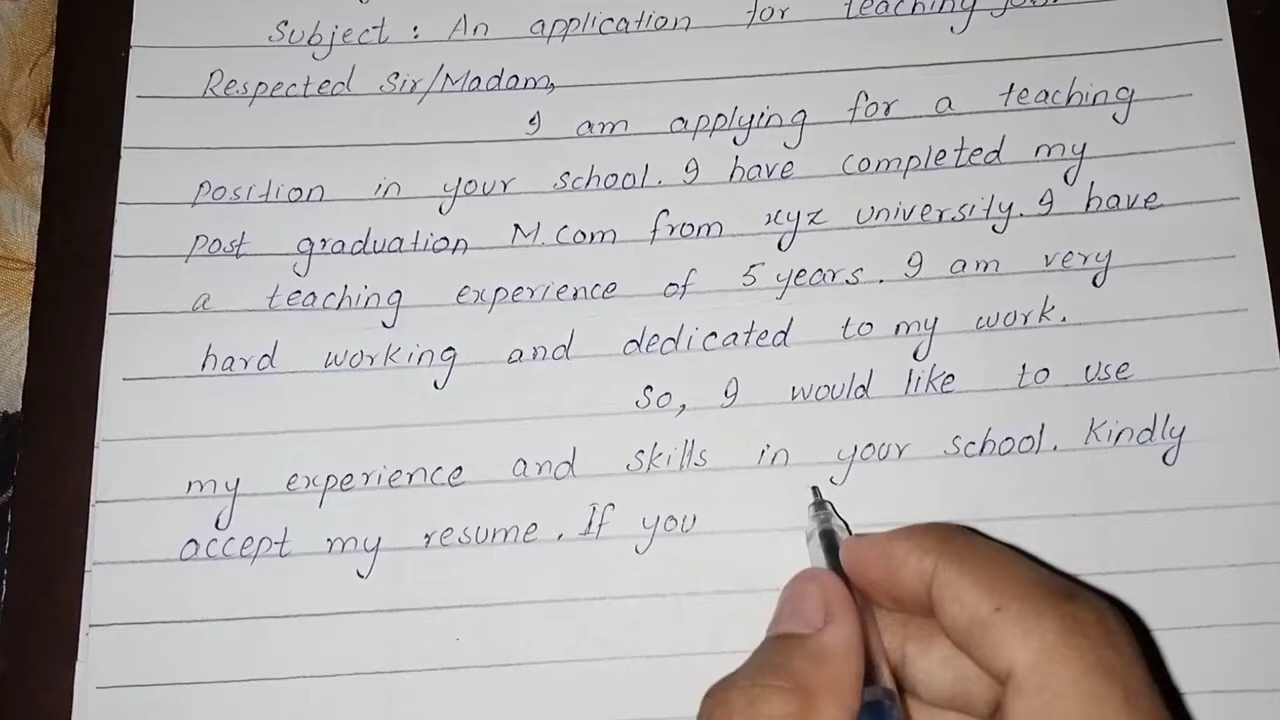 Subject : An application for teaching job.
Respected Sir/Madam,
I am applying for a teaching
position in your school. I have completed my
post graduation M.Com from xyz university. I have
a teaching experience of 5 years. I am very
hard working and dedicated to my work.
So, I would like to use
my experience and skills in your school. Kindly
accept my resume. If you